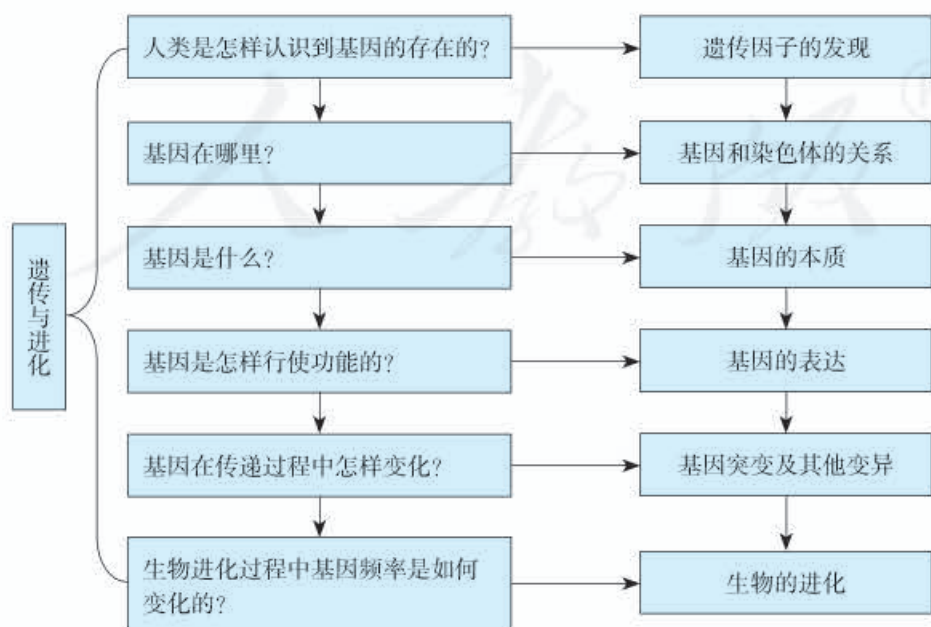 人类是怎样认识到基因的存在的？
遗传因子的发现
基因在哪里？
基因和染色体的关系
遗传与进化
基因是什么？
基因的本质
基因是怎样行使功能的？
基因的表达
基因在传递过程中怎样变化？
基因突变及其他变异
生物进化过程中基因频率是如何
变化的？
生物的进化
人教版®